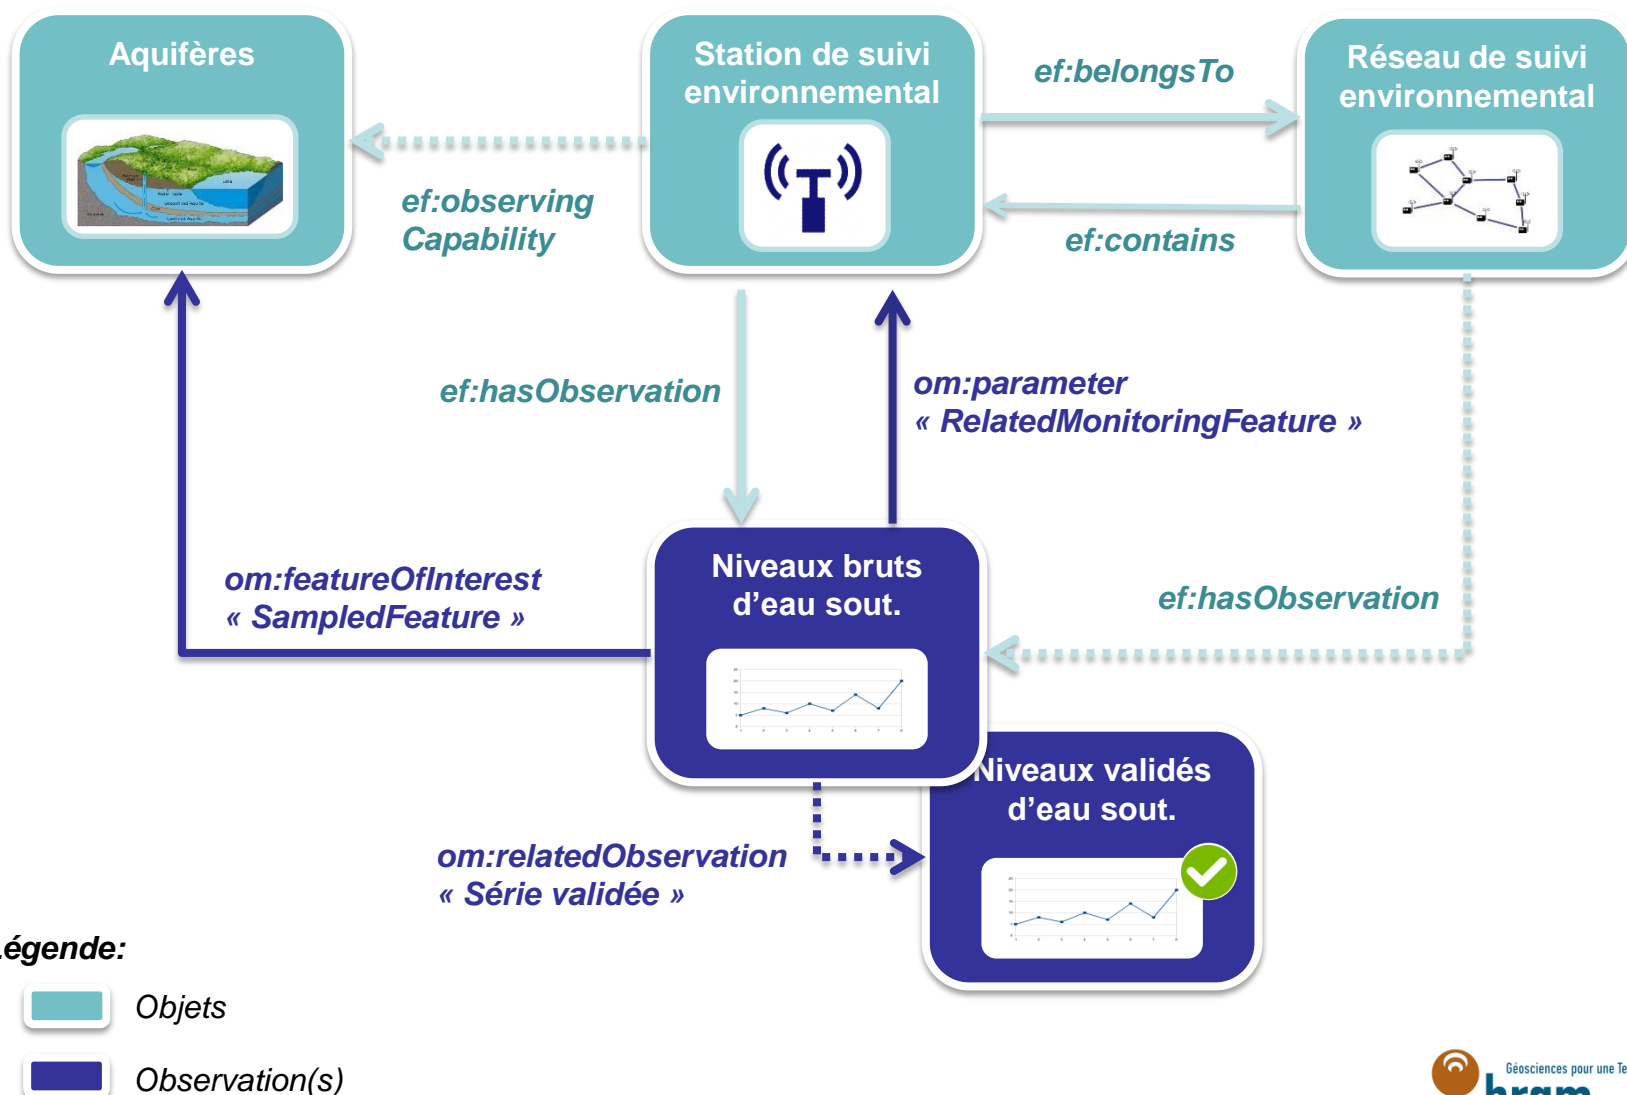 Aquifères
Station de suivi
environnemental
Réseau de suivi
environnemental
ef:belongsTo
ef:observing
Capability
ef:contains
ef:hasObservation
om:parameter
« RelatedMonitoringFeature »
om:featureOfInterest
« SampledFeature »
Niveaux bruts
d’eau sout.
ef:hasObservation
Niveaux validés
d’eau sout.
om:relatedObservation
« Série validée »
égende:
Objets
Observation(s)
Géosciences pour une Te
brgm